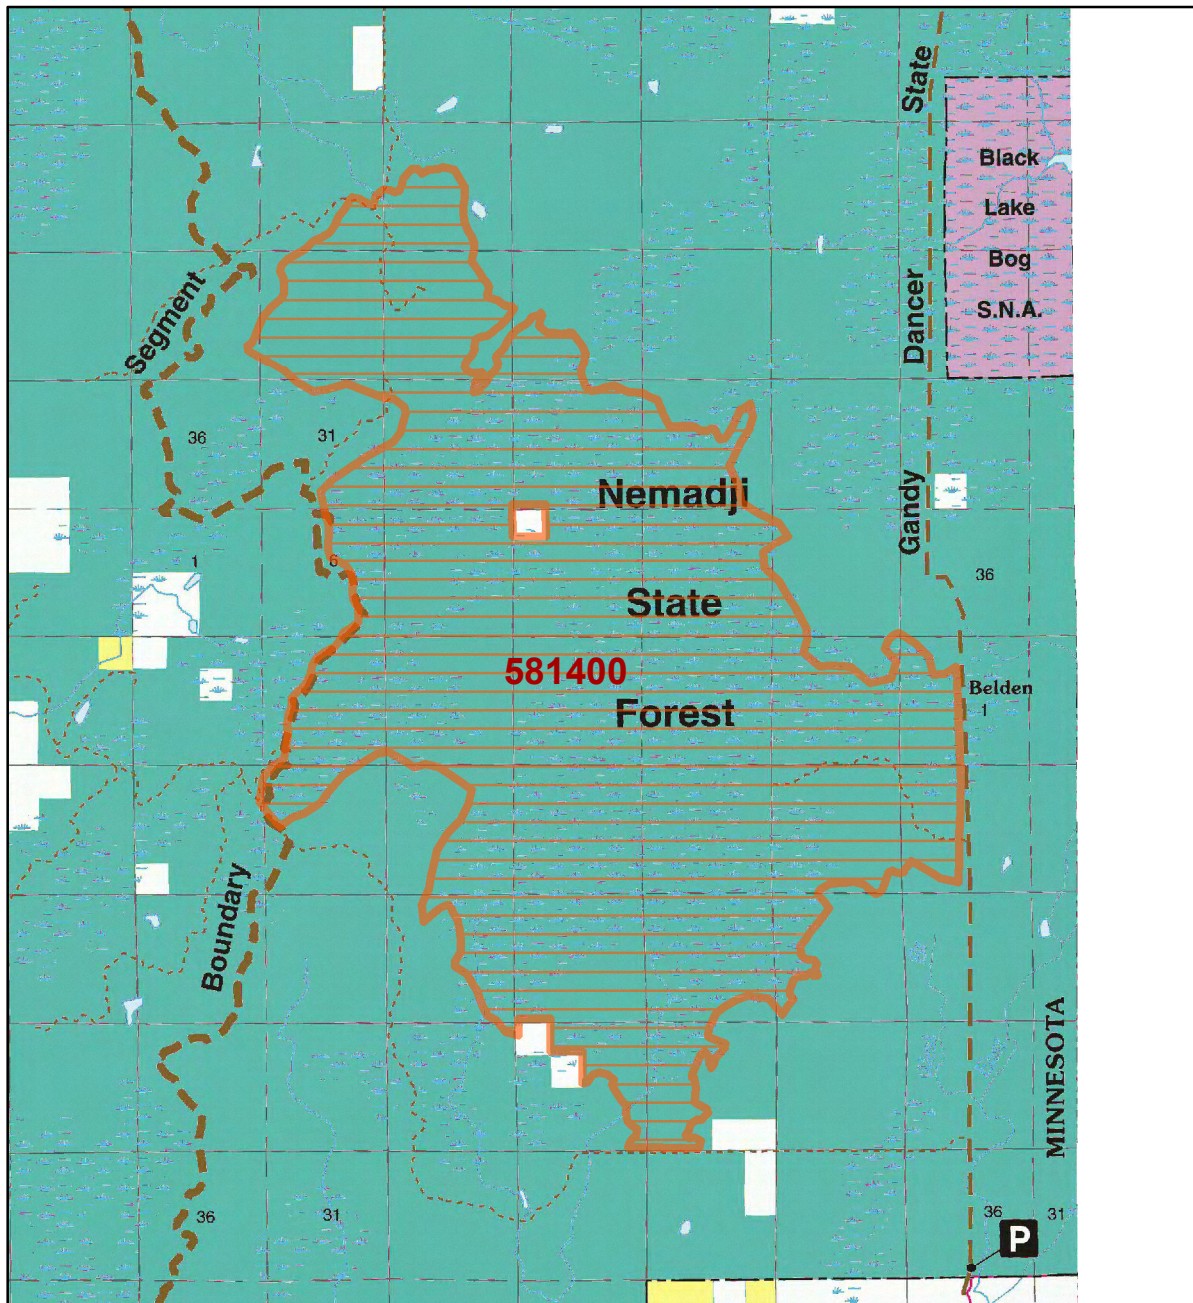 State
Black
Lake
Bog
S.N.A.
Dancer
Segment
36
31
Nemadji
Gandy
1
6
36
State
581400
Belden
1
Forest
Boundary
MINNESOTA
36
31
36
31
P